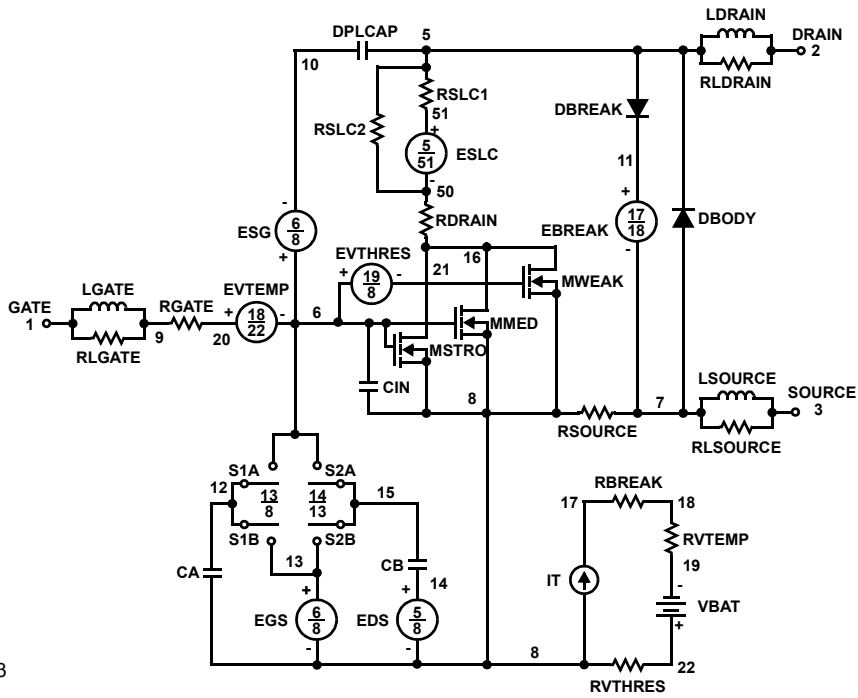 LDRAIN
DPLCAP 5 DRAIN
10 2
RSLC1 RLDRAIN
51 DBREAK
RSLC2 +
5
51 ESLC
11
- -
50 +
6
8 17
18
ESG RDRAIN EBREAK DBODY
+ EVTHRES 16 -
+ 19
8 - 21 MWEAK
LGATE EVTEMP
GATE RGATE + 18
22 - 6 MMED
1
9 20 MSTRO
RLGATE
CIN LSOURCE
8 7 SOURCE
3
RSOURCE
RLSOURCE
S1A S2A
12 13
8 14
13 15 RBREAK
17 18
S1B S2B RVTEMP
13 CB 19
CA 14 IT -
+ + VBAT
EGS 6
8 EDS 5
8 +
- - 8 22
RVTHRES
3